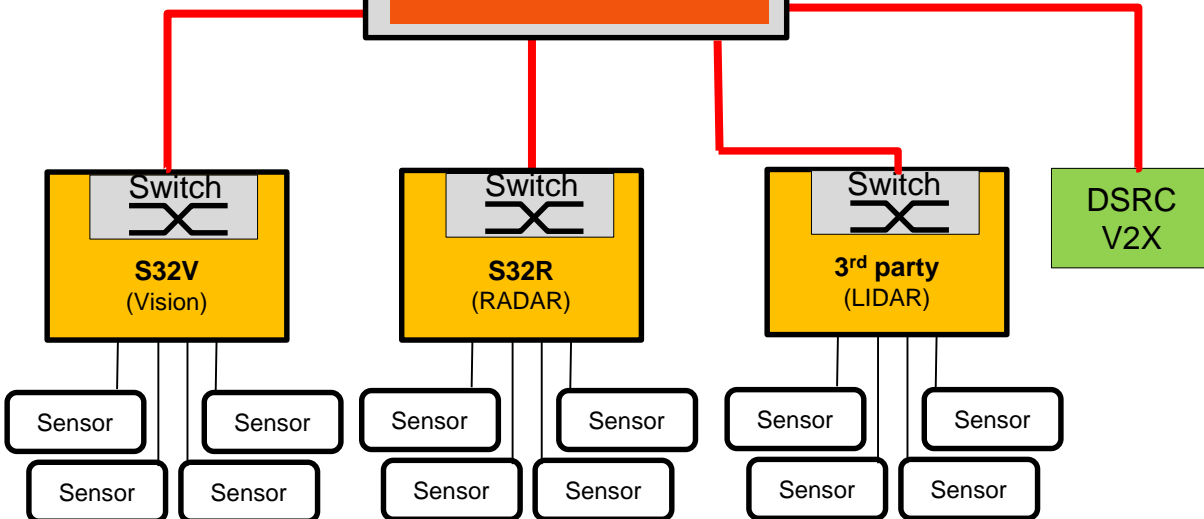 Switch
S32V
(Vision)
Switch
S32R
(RADAR)
Switch
3rd party
(LIDAR)
DSRC
V2X
Sensor
Sensor
Sensor
Sensor
Sensor
Sensor
Sensor
Sensor
Sensor
Sensor
Sensor
Sensor